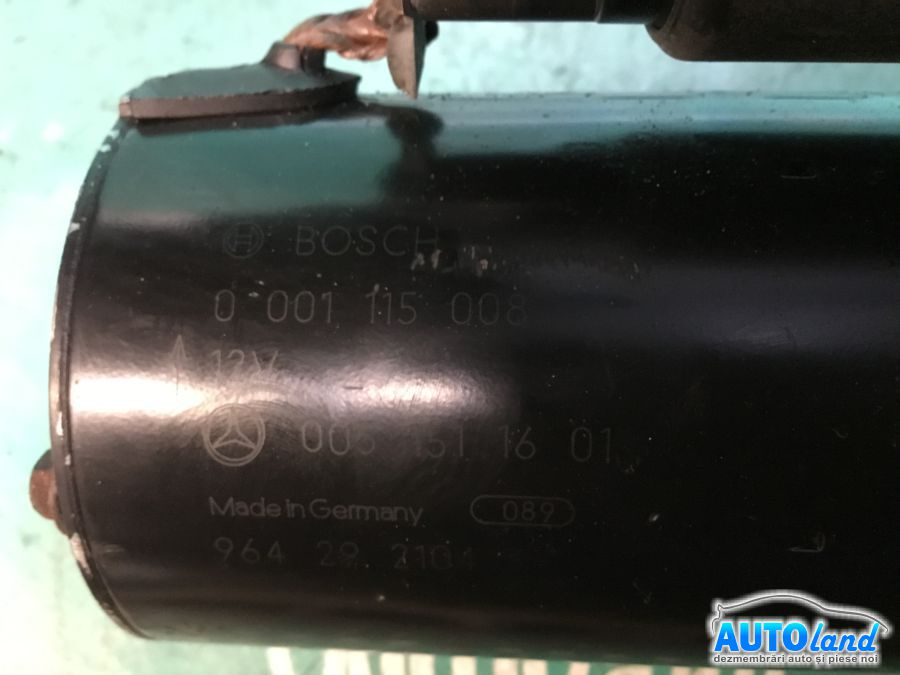 BOSCH
0 001 115 008
12V
005 151 16 01
Made in Germany 089
964 29 2104
AUTOland
dezmembrări auto și piese noi